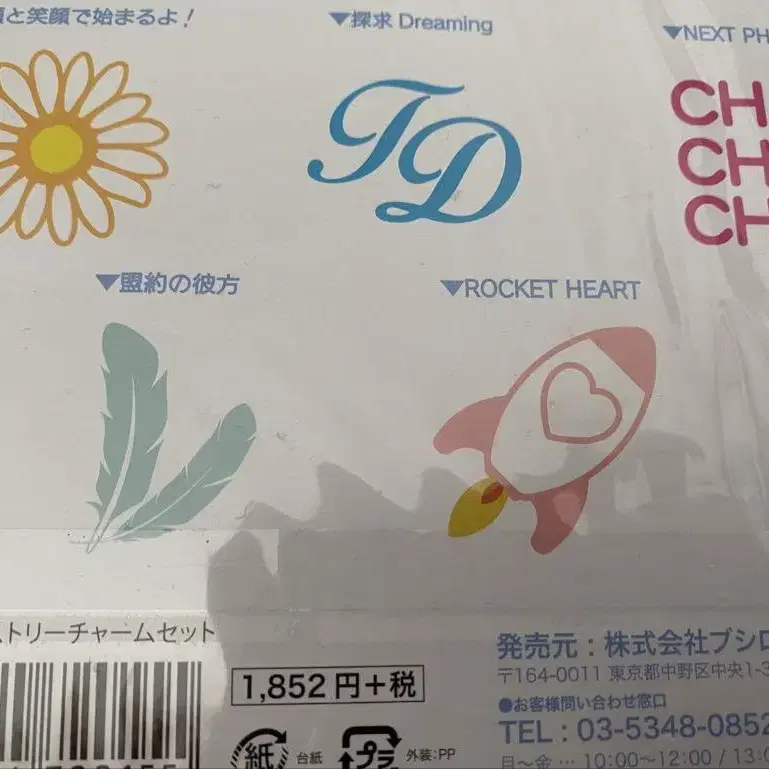 と笑顔で始まるよ！
▼探求 Dreaming
▼NEXT PH
TD
CH
CH
CH
▼盟約の彼方
▼ROCKET HEART
トリーチャームセット
1,852円+税
紙 台紙
プラ 外装:PP
発売元：株式会社ブシロ
〒164-0011 東京都中野区中央1-3
●お客様問い合わせ窓口
TEL：03-5348-0852
月～金 … 10:00～12:00 / 13:0